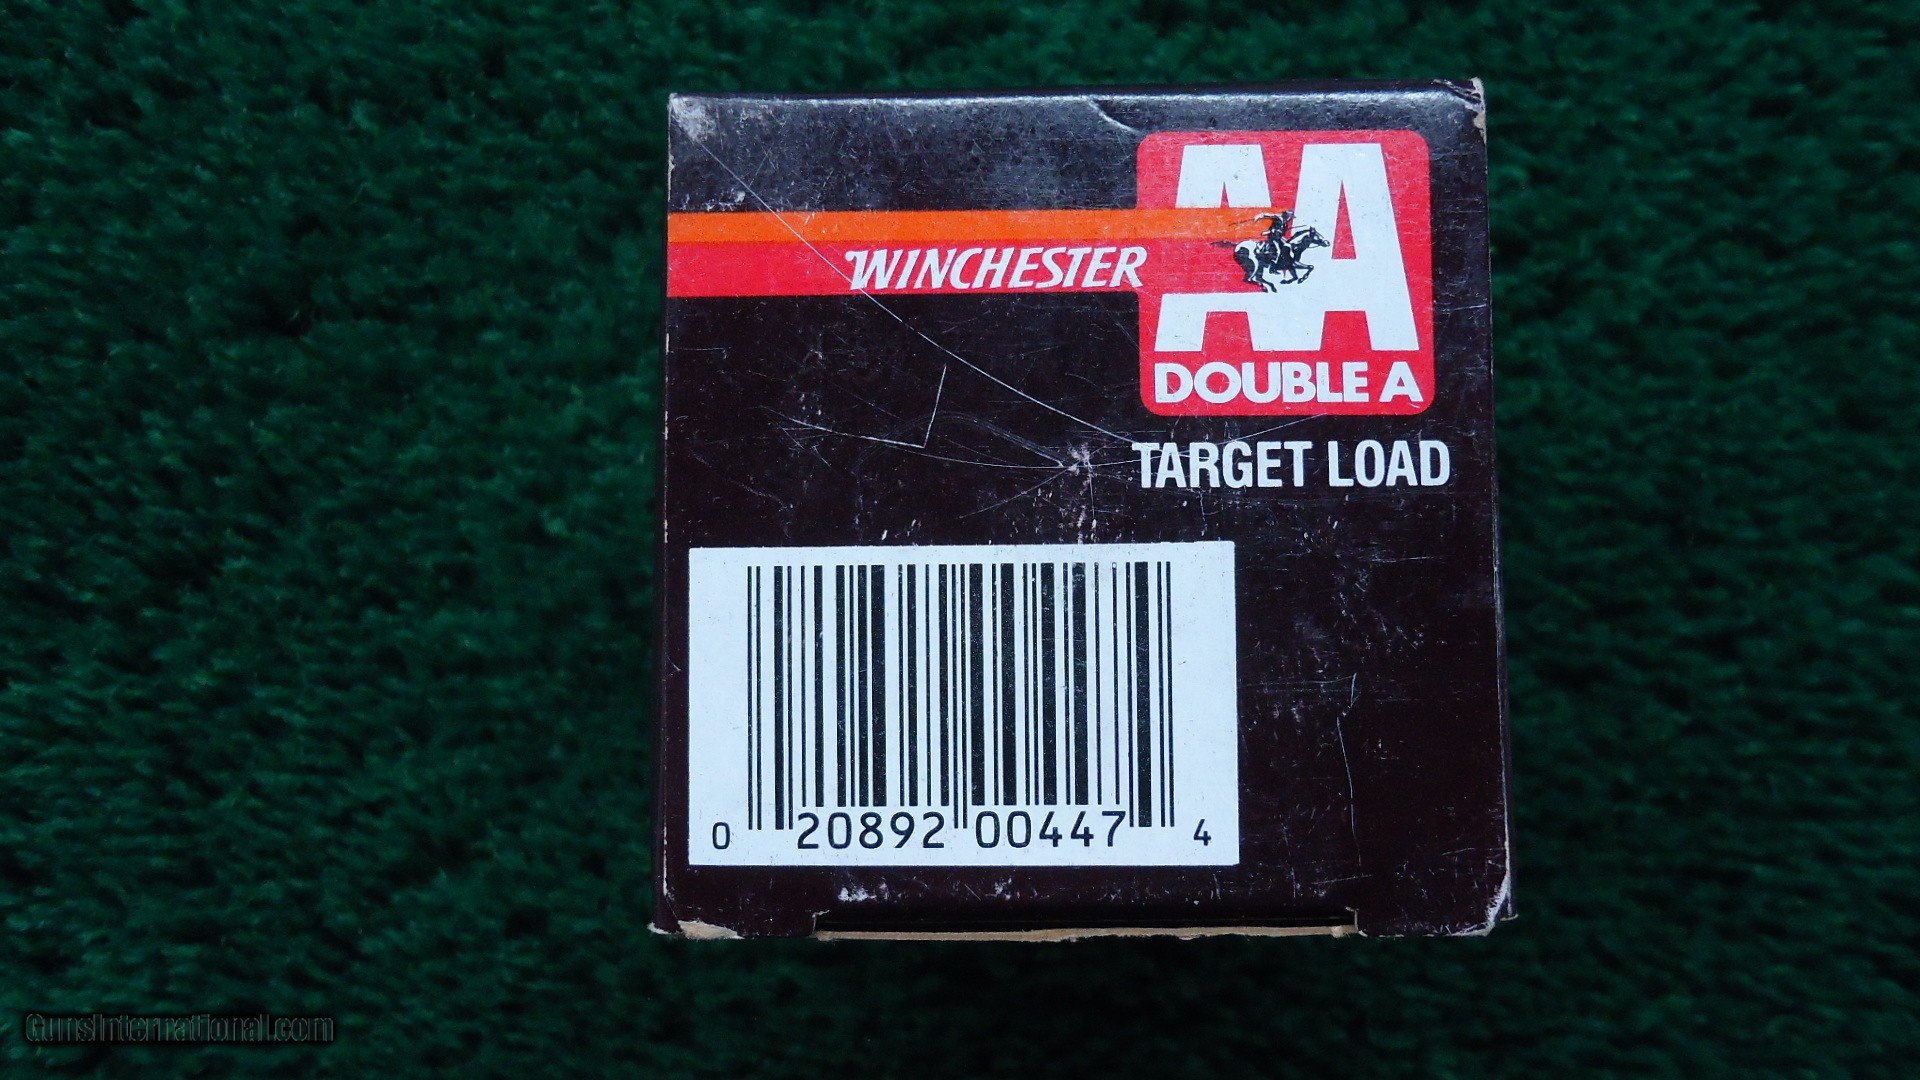 AA
WINCHESTER
DOUBLE A
TARGET LOAD
0 20892 00447 4
GunsInternational.com